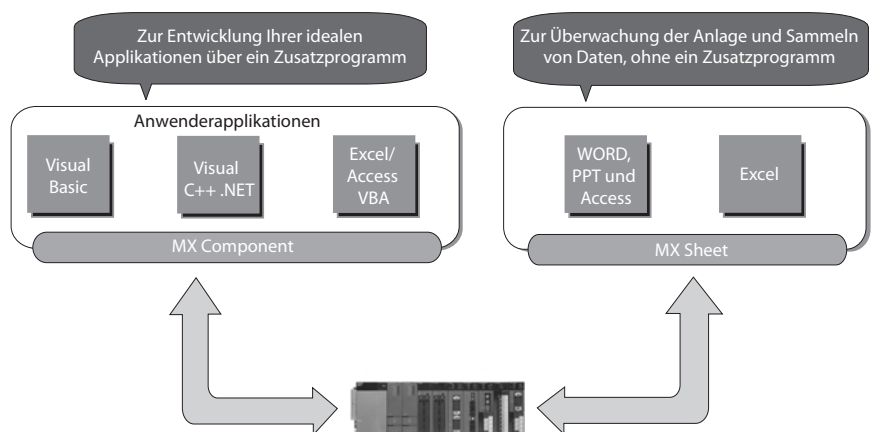 Zur Entwicklung Ihrer idealen
Applikationen über ein Zusatzprogramm
Zur Überwachung der Anlage und Sammeln
von Daten, ohne ein Zusatzprogramm
Anwenderapplikationen
Visual
Basic
Visual
C++ .NET
Excel/
Access
VBA
MX Component
WORD,
PPT und
Access
Excel
MX Sheet